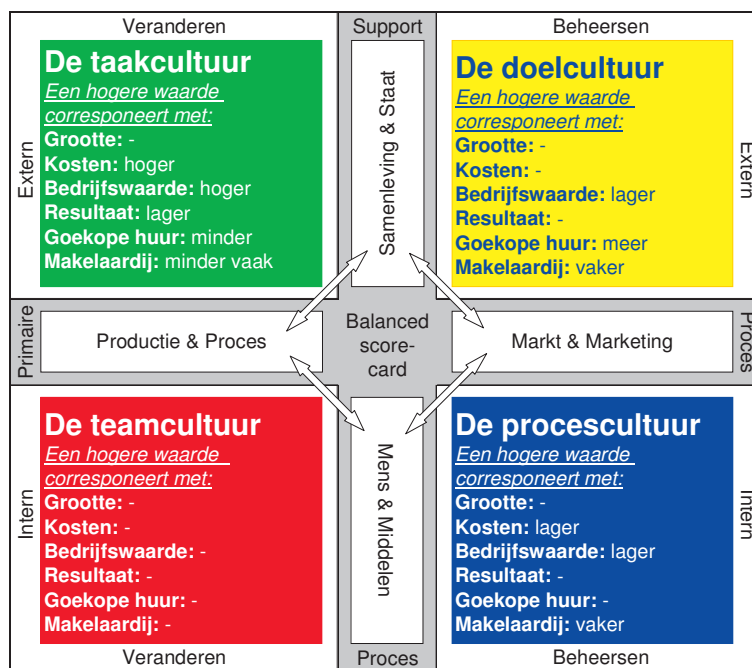 Veranderen
Support
Beheersen
De taakcultuur
Een hogere waarde
corresponeert met:
Grootte: -
Kosten: hoger
Bedrijfswaarde: hoger
Resultaat: lager
Goekope huur: minder
Makelaardij: minder vaak
Extern
Samenleving & Staat
De doelcultuur
Een hogere waarde
corresponeert met:
Grootte: -
Kosten: -
Bedrijfswaarde: lager
Resultaat: -
Goekope huur: meer
Makelaardij: vaker
Extern
Primaire
Productie & Proces
Balanced
score-
card
Markt & Marketing
Proces
De teamcultuur
Een hogere waarde
corresponeert met:
Grootte: -
Kosten: -
Bedrijfswaarde: -
Resultaat: -
Goekope huur: -
Makelaardij: -
Intern
Mens & Middelen
De procescultuur
Een hogere waarde
corresponeert met:
Grootte: -
Kosten: lager
Bedrijfswaarde: lager
Resultaat: -
Goekope huur: -
Makelaardij: vaker
Intern
Veranderen
Proces
Beheersen